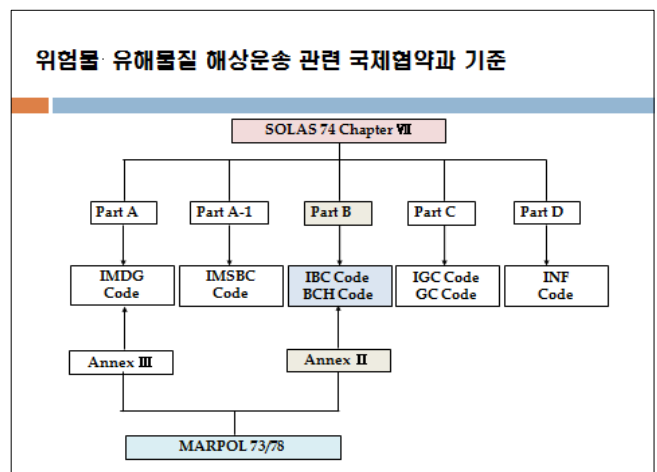 위험물· 유해물질 해상운송 관련 국제협약과 기준
SOLAS 74 Chapter Ⅶ
Part A
Part A-1
Part B
Part C
Part D
IMDG
Code
IMSBC
Code
IBC Code
BCH Code
IGC Code
GC Code
INF
Code
Annex Ⅲ
Annex Ⅱ
MARPOL 73/78